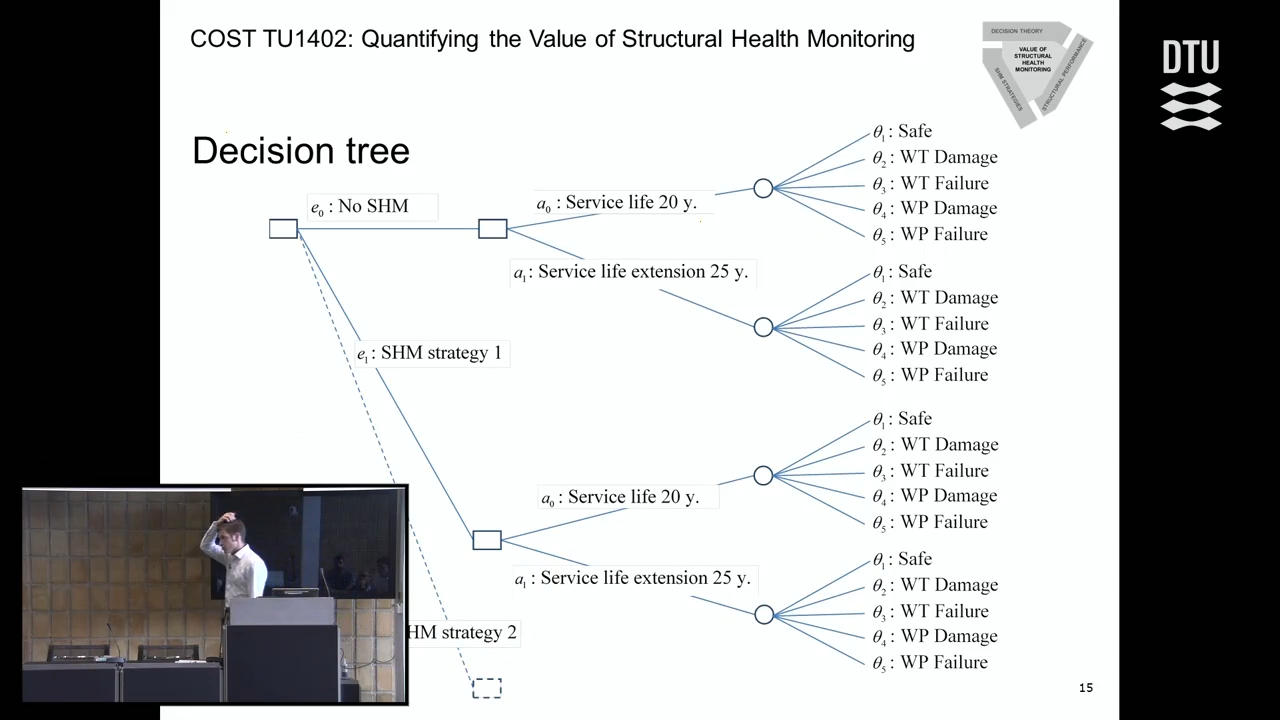 COST TU1402: Quantifying the Value of Structural Health Monitoring
DECISION THEORY
VALUE OF
STRUCTURAL
HEALTH
MONITORING
SHM STRATEGIES
STRUCTURAL PERFORMANCE
DTU
Decision tree
e₀ : No SHM
a₀ : Service life 20 y.
θ₁ : Safe
θ₂ : WT Damage
θ₃ : WT Failure
θ₄ : WP Damage
θ₅ : WP Failure
a₁ : Service life extension 25 y.
θ₁ : Safe
θ₂ : WT Damage
θ₃ : WT Failure
θ₄ : WP Damage
θ₅ : WP Failure
e₁ : SHM strategy 1
a₀ : Service life 20 y.
θ₁ : Safe
θ₂ : WT Damage
θ₃ : WT Failure
θ₄ : WP Damage
θ₅ : WP Failure
a₁ : Service life extension 25 y.
θ₁ : Safe
θ₂ : WT Damage
θ₃ : WT Failure
θ₄ : WP Damage
θ₅ : WP Failure
HM strategy 2
15